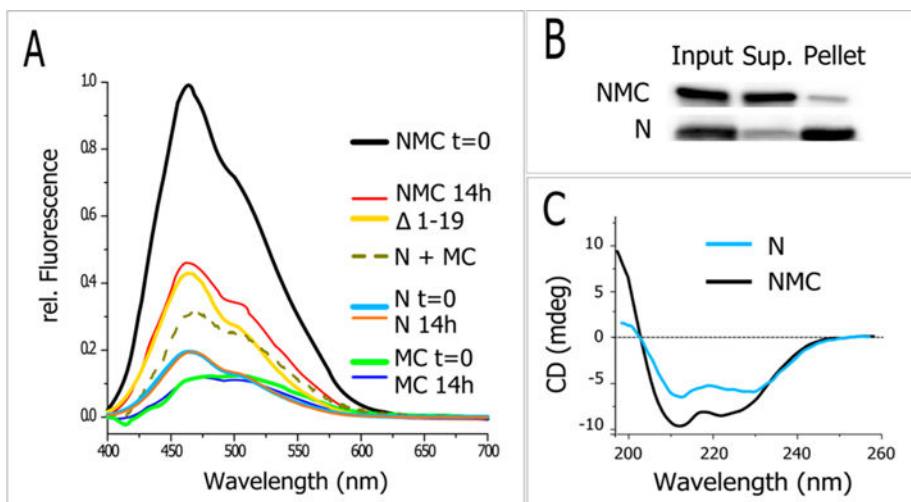 A
rel. Fluorescence
1.0
0.8
0.6
0.4
0.2
0.0
400 450 500 550 600 650 700
Wavelength (nm)
NMC t=0
NMC 14h
Δ 1-19
N + MC
N t=0
N 14h
MC t=0
MC 14h
B
Input Sup. Pellet
NMC
N
C
CD (mdeg)
10
5
0
-5
-10
200 220 240 260
Wavelength (nm)
N
NMC